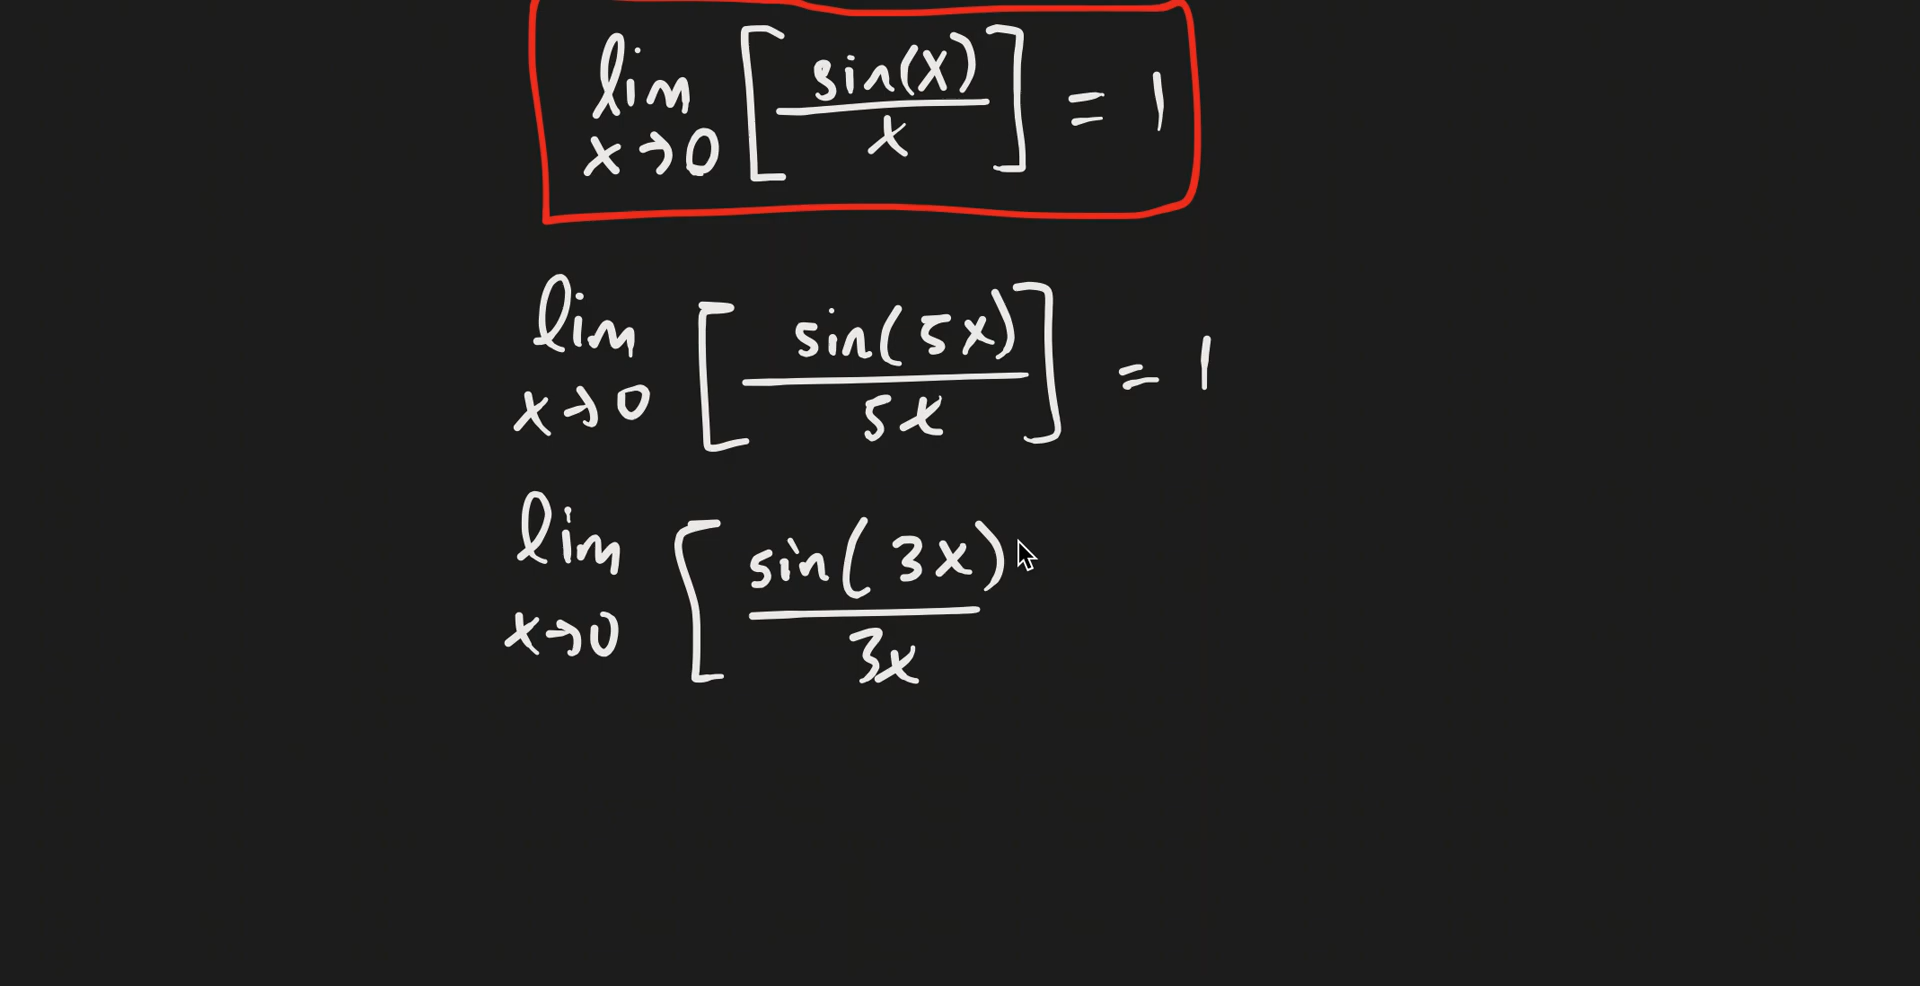 lim x→0 [ sin(x) / x ] = 1
lim x→0 [ sin(5x) / 5x ] = 1
lim x→0 [ sin(3x) / 3x